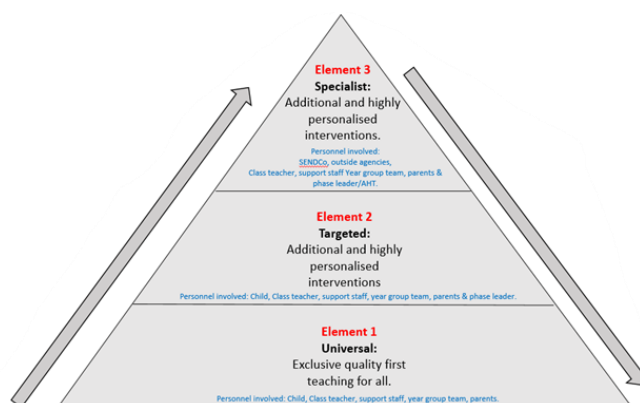 Element 3
Specialist:
Additional and highly
personalised
interventions.
Personnel involved:
SENDCo, outside agencies,
Class teacher, support staff Year group team, parents &
phase leader/AHT.
Element 2
Targeted:
Additional and highly
personalised
interventions
Personnel involved: Child, Class teacher, support staff, year group team, parents & phase leader.
Element 1
Universal:
Exclusive quality first
teaching for all.
Personnel involved: Child, Class teacher, support staff, year group team, parents.